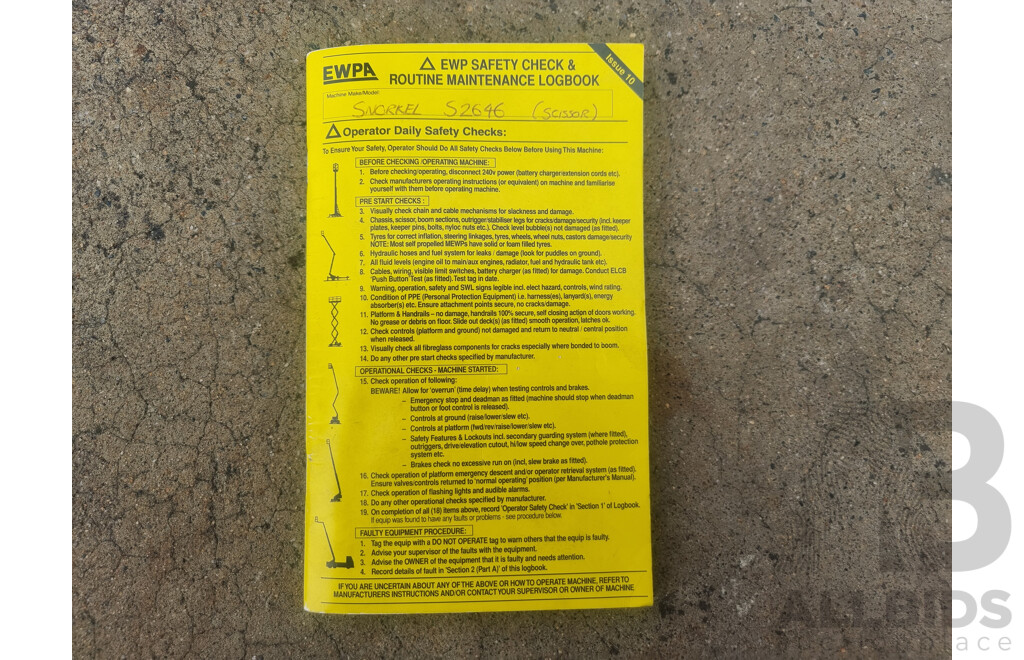 Issue 10
EWPA
△ EWP SAFETY CHECK &
ROUTINE MAINTENANCE LOGBOOK
Machine Make/Model:
SNORKEL S2646 (SCISSOR)
△ Operator Daily Safety Checks:
To Ensure Your Safety, Operator Should Do All Safety Checks Below Before Using This Machine:
BEFORE CHECKING /OPERATING MACHINE:
1. Before checking/operating, disconnect 240v power (battery charger/extension cords etc).
2. Check manufacturers operating instructions (or equivalent) on machine and familiarise
yourself with them before operating machine.
PRE START CHECKS :
3. Visually check chain and cable mechanisms for slackness and damage.
4. Chassis, scissor, boom sections, outrigger/stabiliser legs for cracks/damage/security (incl. keeper
plates, keeper pins, bolts, nyloc nuts etc.). Check level bubble(s) not damaged (as fitted).
5. Tyres for correct inflation, steering linkages, tyres, wheels, wheel nuts, castors damage/security
NOTE: Most self propelled MEWPs have solid or foam filled tyres.
6. Hydraulic hoses and fuel system for leaks / damage (look for puddles on ground).
7. All fluid levels (engine oil to main/aux engines, radiator, fuel and hydraulic tank etc).
8. Cables, wiring, visible limit switches, battery charger (as fitted) for damage. Conduct ELCB
'Push Button' Test (as fitted). Test tag in date.
9. Warning, operation, safety and SWL signs legible incl. elect hazard, controls, wind rating.
10. Condition of PPE (Personal Protection Equipment) i.e. harness(es), lanyard(s), energy
absorber(s) etc. Ensure attachment points secure, no cracks/damage.
11. Platform & Handrails – no damage, handrails 100% secure, self closing action of doors working.
No grease or debris on floor. Slide out deck(s) (as fitted) smooth operation, latches ok.
12. Check controls (platform and ground) not damaged and return to neutral / central position
when released.
13. Visually check all fibreglass components for cracks especially where bonded to boom.
14. Do any other pre start checks specified by manufacturer.
OPERATIONAL CHECKS - MACHINE STARTED:
15. Check operation of following:
BEWARE! Allow for 'overrun' (time delay) when testing controls and brakes.
– Emergency stop and deadman as fitted (machine should stop when deadman
button or foot control is released).
– Controls at ground (raise/lower/slew etc).
– Controls at platform (fwd/rev/raise/lower/slew etc).
– Safety Features & Lockouts incl. secondary guarding system (where fitted),
outriggers, drive/elevation cutout, hi/low speed change over, pothole protection
system etc.
– Brakes check no excessive run on (incl, slew brake as fitted).
16. Check operation of platform emergency descent and/or operator retrieval system (as fitted).
Ensure valves/controls returned to 'normal operating' position (per Manufacturer's Manual).
17. Check operation of flashing lights and audible alarms.
18. Do any other operational checks specified by manufacturer.
19. On completion of all (18) items above, record 'Operator Safety Check' in 'Section 1' of Logbook.
If equip was found to have any faults or problems - see procedure below.
FAULTY EQUIPMENT PROCEDURE:
1. Tag the equip with a DO NOT OPERATE tag to warn others that the equip is faulty.
2. Advise your supervisor of the faults with the equipment.
3. Advise the OWNER of the equipment that it is faulty and needs attention.
4. Record details of fault in 'Section 2 (Part A)' of this logbook.
IF YOU ARE UNCERTAIN ABOUT ANY OF THE ABOVE OR HOW TO OPERATE MACHINE, REFER TO
MANUFACTURERS INSTRUCTIONS AND/OR CONTACT YOUR SUPERVISOR OR OWNER OF MACHINE
ALLBIDS